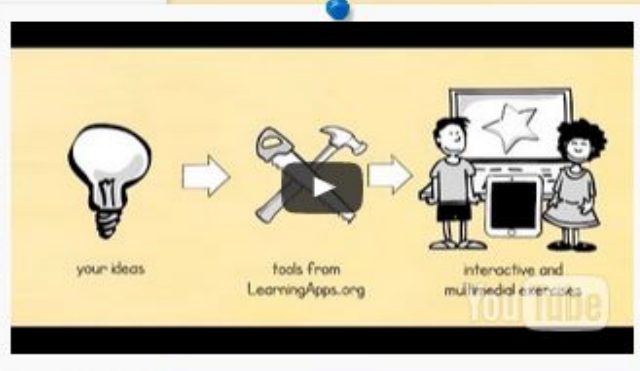 your ideas
tools from
LearningApps.org
interactive and
multimedial exercises
YouTube